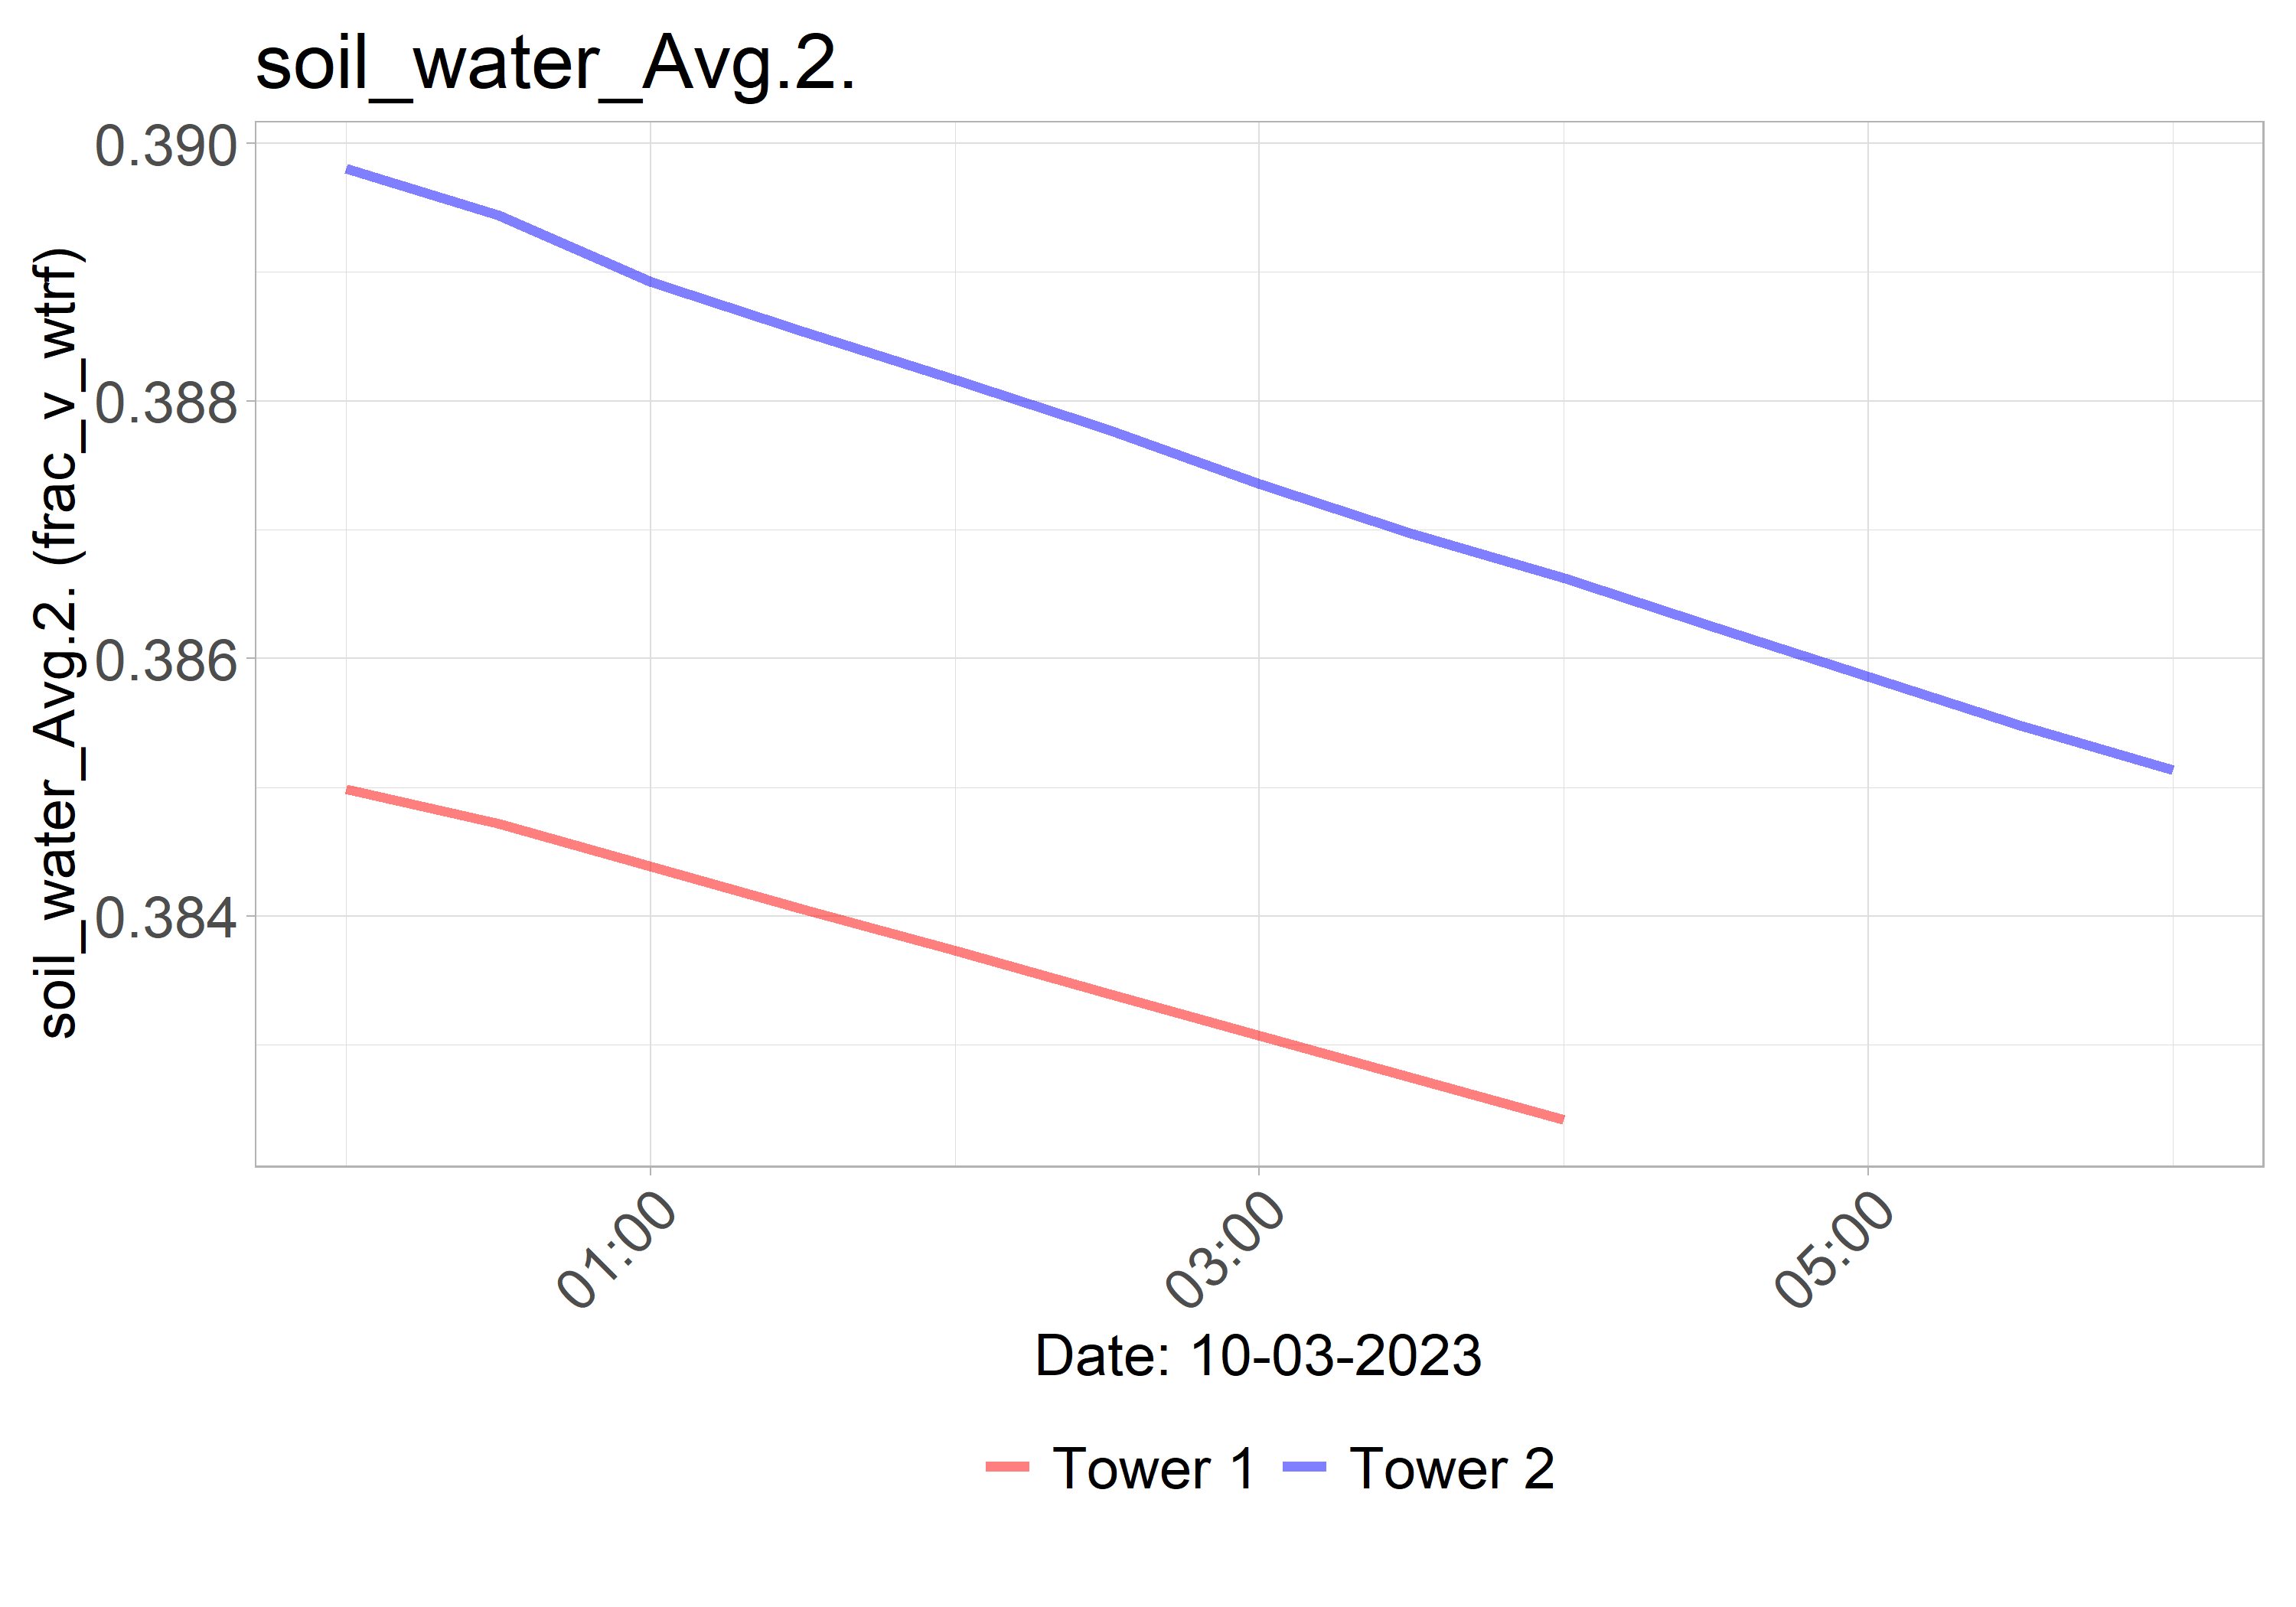 soil_water_Avg.2.
soil_water_Avg.2. (frac_v_wtrf)
0.390
0.388
0.386
0.384
01:00
03:00
05:00
Date: 10-03-2023
Tower 1
Tower 2